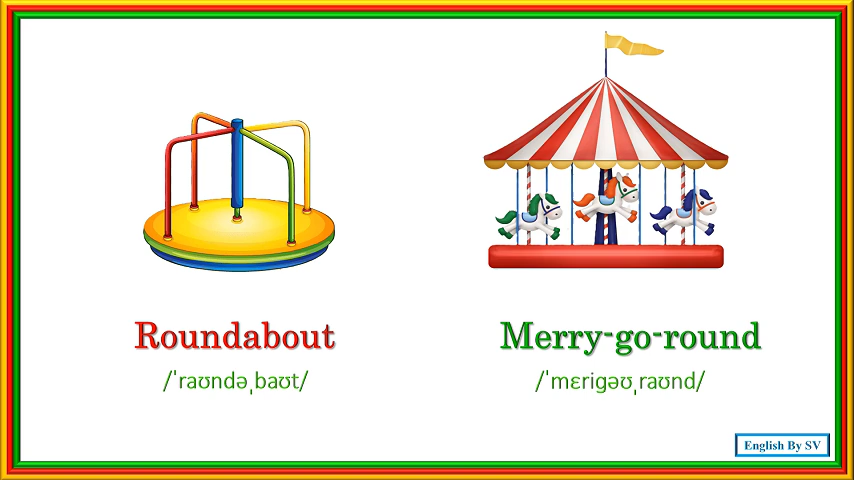 Roundabout
/ˈraʊndəˌbaʊt/
Merry-go-round
/ˈmɛrigəʊˌraʊnd/
English By SV